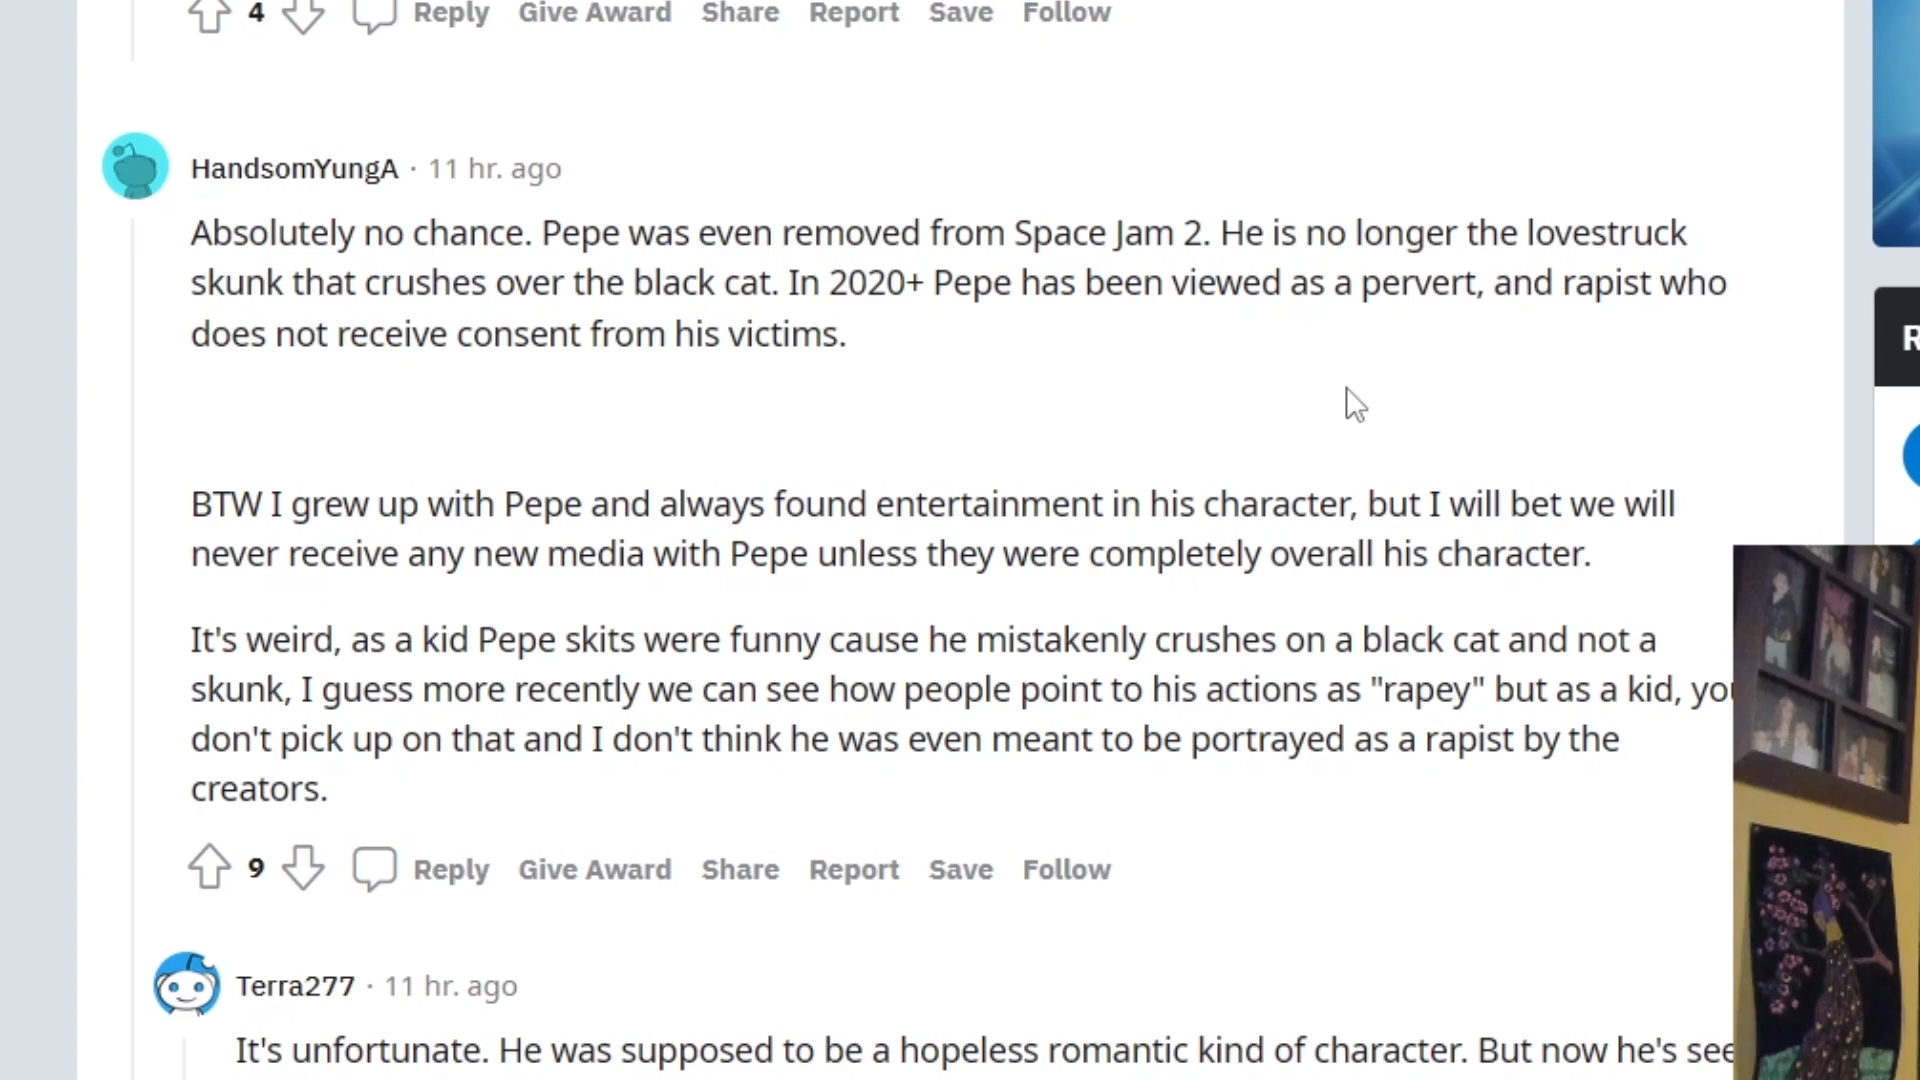 4 Reply Give Award Share Report Save Follow
HandsomYungA · 11 hr. ago
Absolutely no chance. Pepe was even removed from Space Jam 2. He is no longer the lovestruck
skunk that crushes over the black cat. In 2020+ Pepe has been viewed as a pervert, and rapist who
does not receive consent from his victims.
BTW I grew up with Pepe and always found entertainment in his character, but I will bet we will
never receive any new media with Pepe unless they were completely overall his character.
It's weird, as a kid Pepe skits were funny cause he mistakenly crushes on a black cat and not a
skunk, I guess more recently we can see how people point to his actions as "rapey" but as a kid,
don't pick up on that and I don't think he was even meant to be portrayed as a rapist by the
creators.
9 Reply Give Award Share Report Save Follow
Terra277 · 11 hr. ago
It's unfortunate. He was supposed to be a hopeless romantic kind of character. But now he's